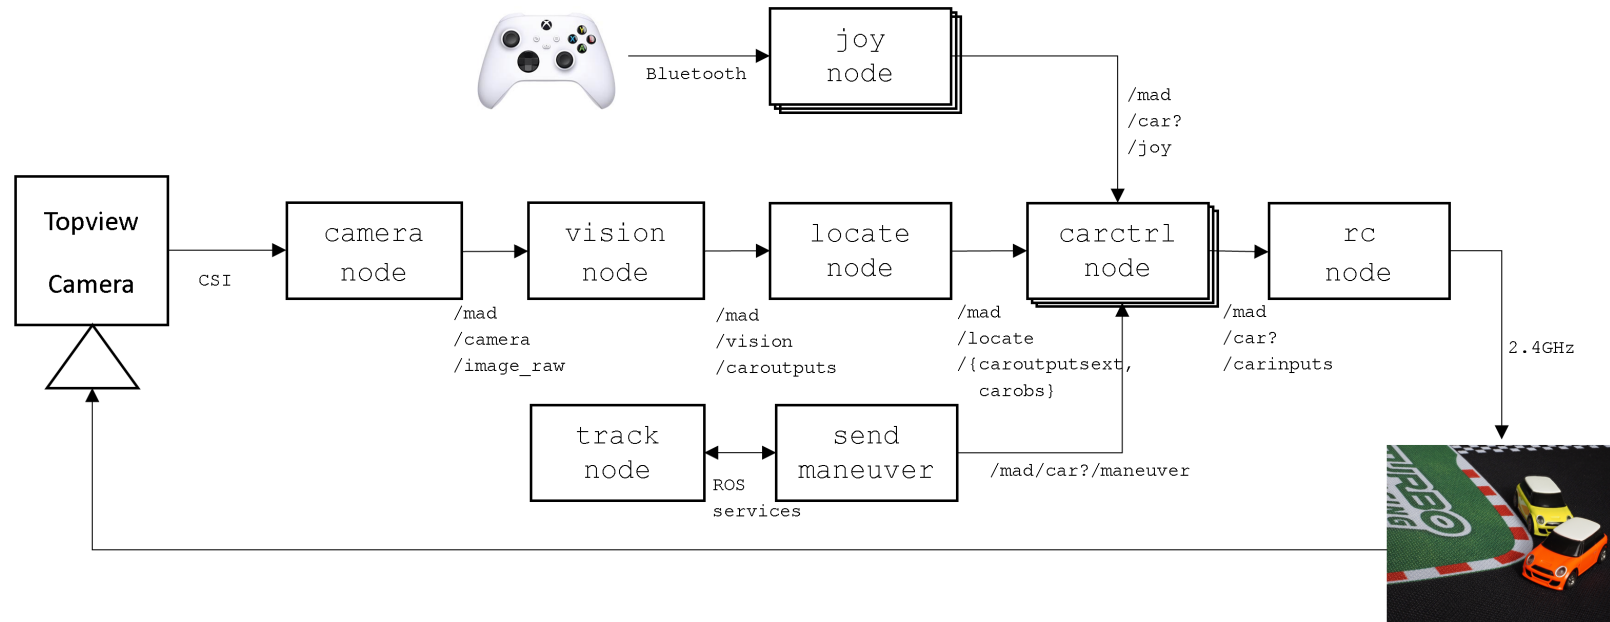 joy
node
Bluetooth
/mad
/car?
/joy
Topview
Camera
CSI
camera
node
/mad
/camera
/image_raw
vision
node
/mad
/vision
/caroutputs
locate
node
/mad
/locate
/{caroutputsext,
carobs}
carctrl
node
/mad
/car?
/carinputs
rc
node
2.4GHz
track
node
ROS
services
send
maneuver
/mad/car?/maneuver